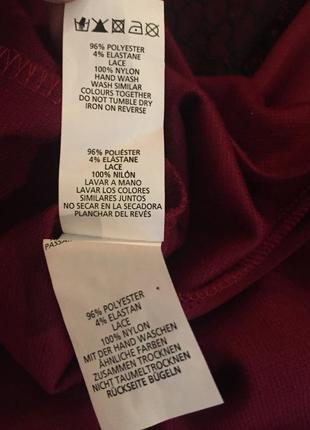 96% POLYESTER
4% ELASTANE
LACE
100% NYLON
HAND WASH
WASH SIMILAR
COLOURS TOGETHER
DO NOT TUMBLE DRY
IRON ON REVERSE
96% POLIÉSTER
4% ELASTANE
LACE
100% NILÓN
LAVAR A MANO
LAVAR LOS COLORES
SIMILARES JUNTOS
NO SECAR EN LA SECADORA
PLANCHAR DEL REVÉS
96% POLYESTER
4% ELASTAN
LACE
100% NYLON
MIT DER HAND WASCHEN
ÄHNLICHE FARBEN
ZUSAMMEN TROCKNEN
NICHT TAUMELTROCKNEN
RÜCKSEITE BÜGELN